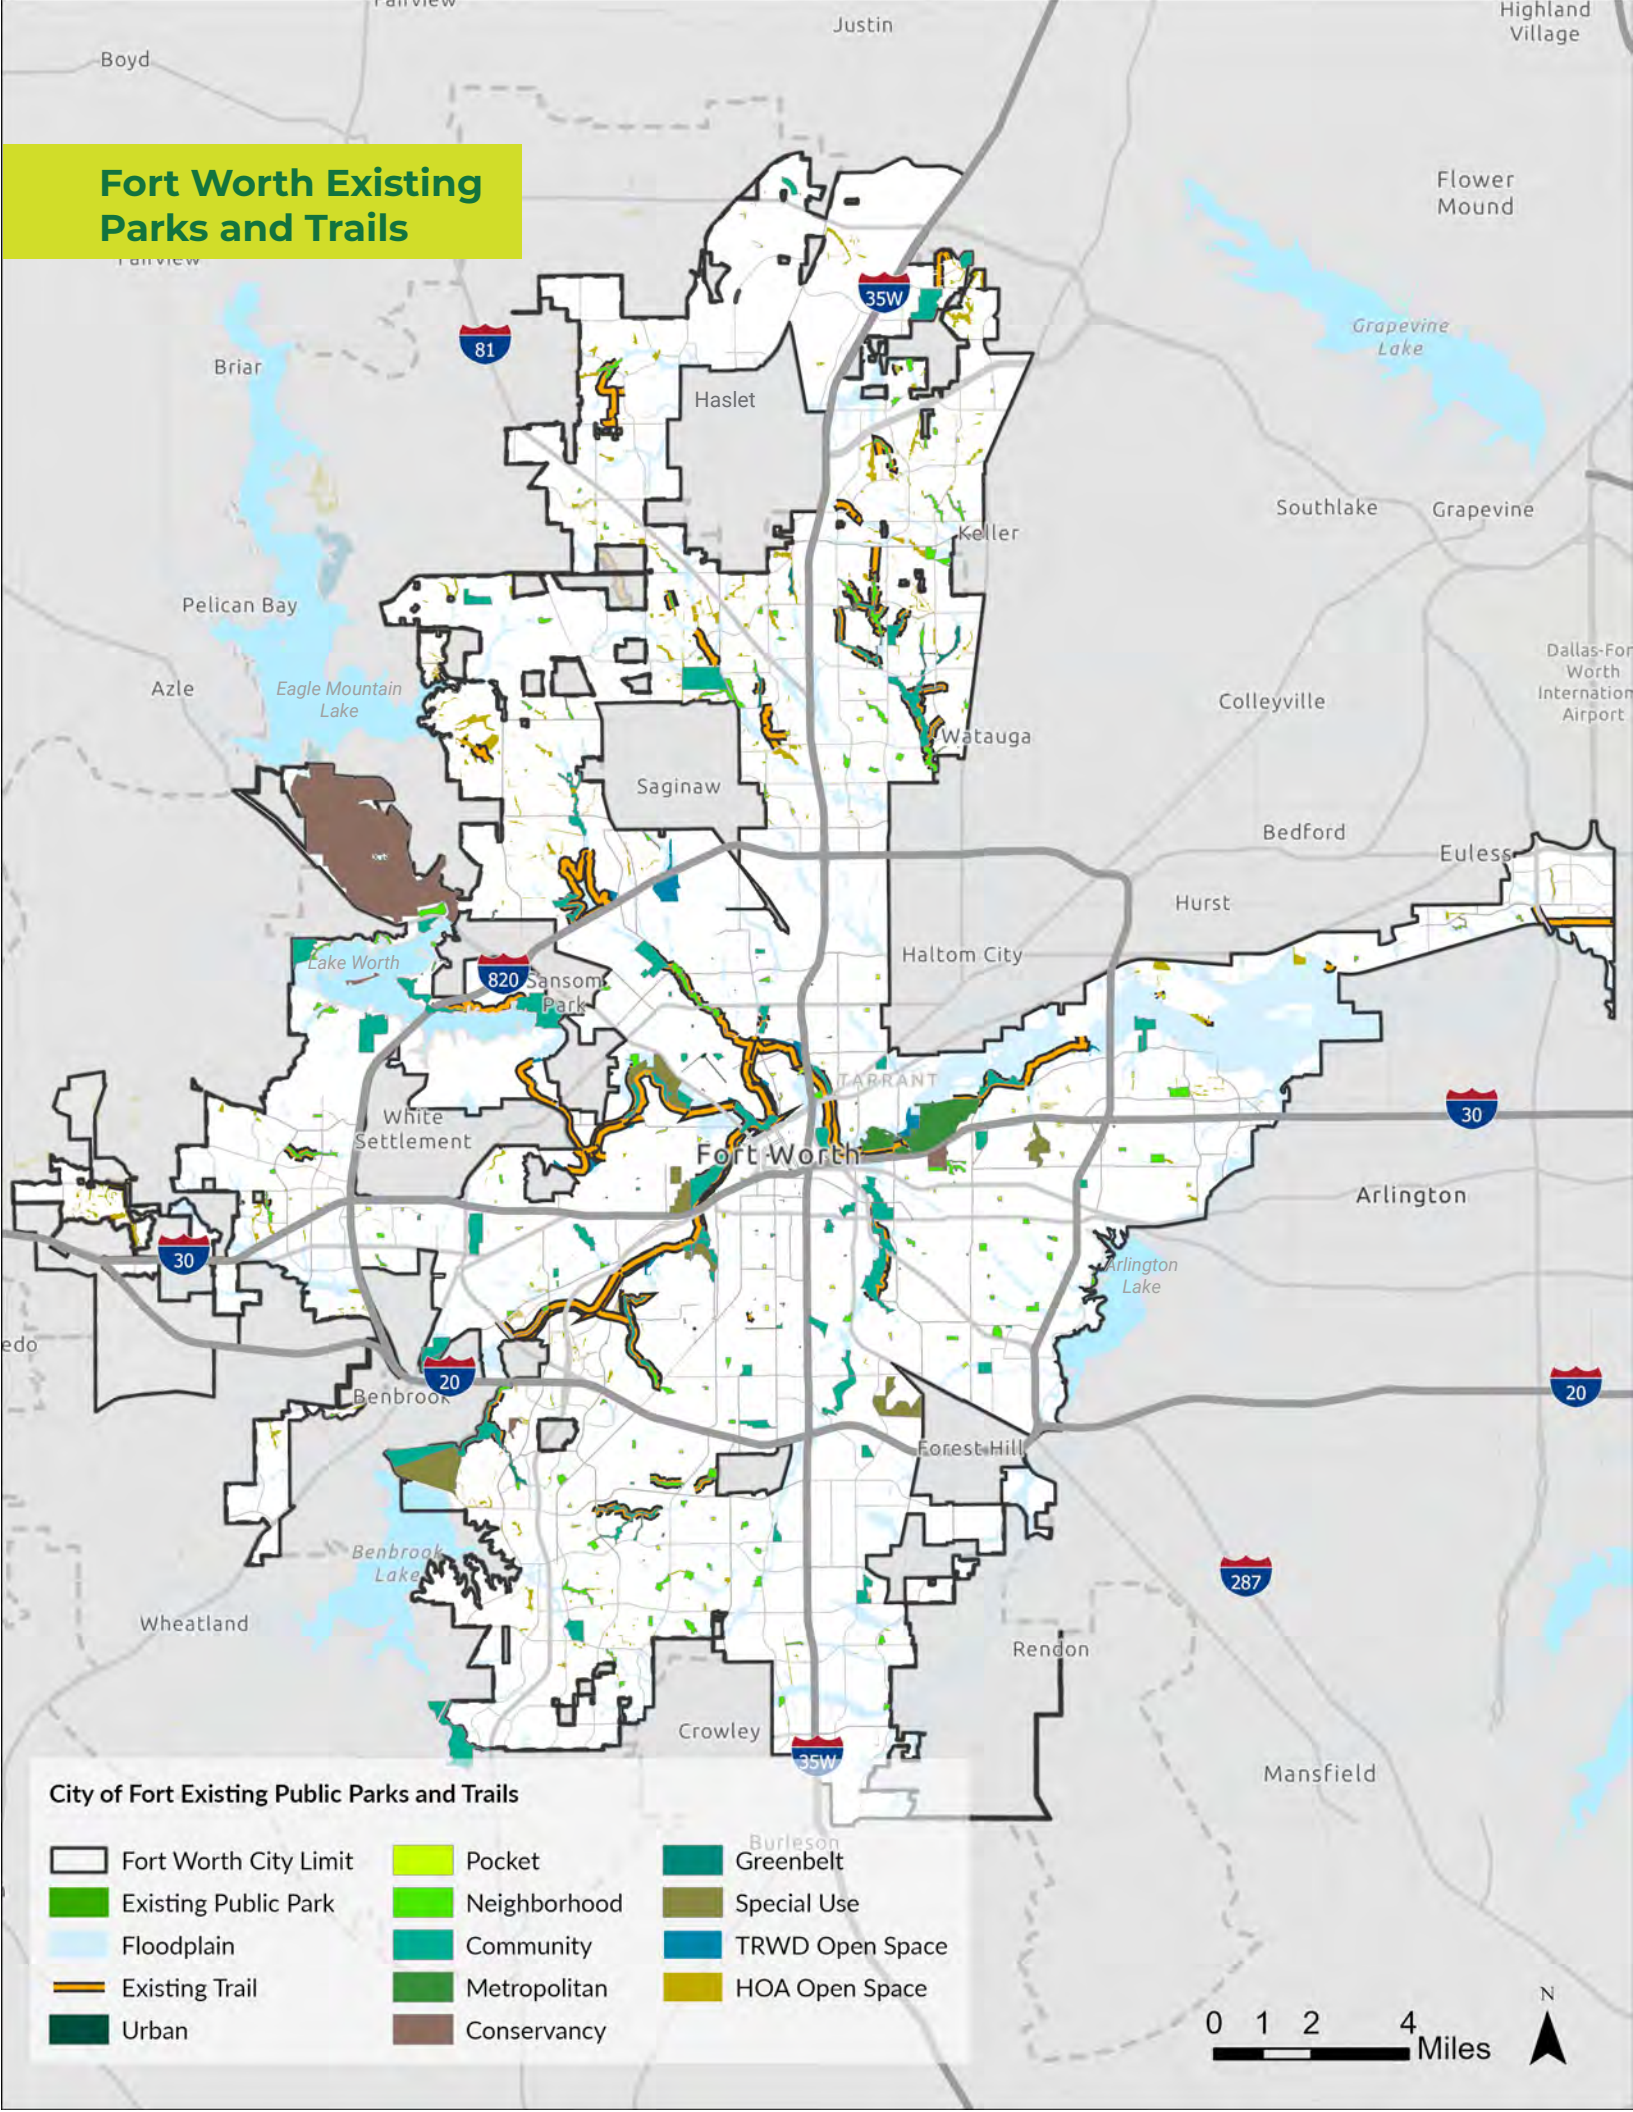 Fairview
Justin
Highland
Village
Boyd
Fort Worth Existing
Parks and Trails
Flower
Mound
Fairview
35W
Grapevine
Lake
81
Briar
Haslet
Southlake
Grapevine
Keller
Pelican Bay
Dallas-For
Worth
Internation
Airport
Azle
Eagle Mountain
Lake
Colleyville
Watauga
Saginaw
Bedford
Euless
Hurst
Haltom City
Lake Worth
820
Sansom
Park
TARRANT
30
White
Settlement
Fort Worth
Arlington
30
Arlington
Lake
edo
20
Benbrook
20
Forest Hill
Benbrook
Lake
287
Wheatland
Rendon
Crowley
35W
Mansfield
City of Fort Existing Public Parks and Trails
Burleson
Fort Worth City Limit
Pocket
Greenbelt
Existing Public Park
Neighborhood
Special Use
Floodplain
Community
TRWD Open Space
Existing Trail
Metropolitan
HOA Open Space
Urban
Conservancy
N
0 1 2 4
Miles